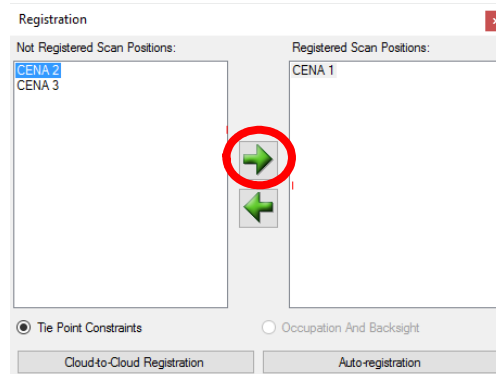 Registration
Not Registered Scan Positions:
Registered Scan Positions:
CENA 2
CENA 3
CENA 1
Tie Point Constraints
Occupation And Backsight
Cloud-to-Cloud Registration
Auto-registration